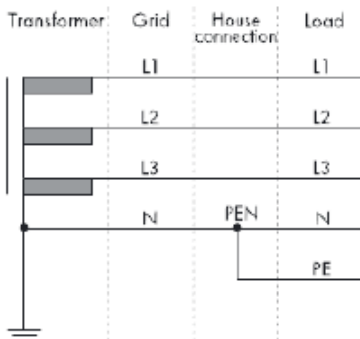 Transformer Grid House connection Load
L1 L1
L2 L2
L3 L3
N PEN N
PE